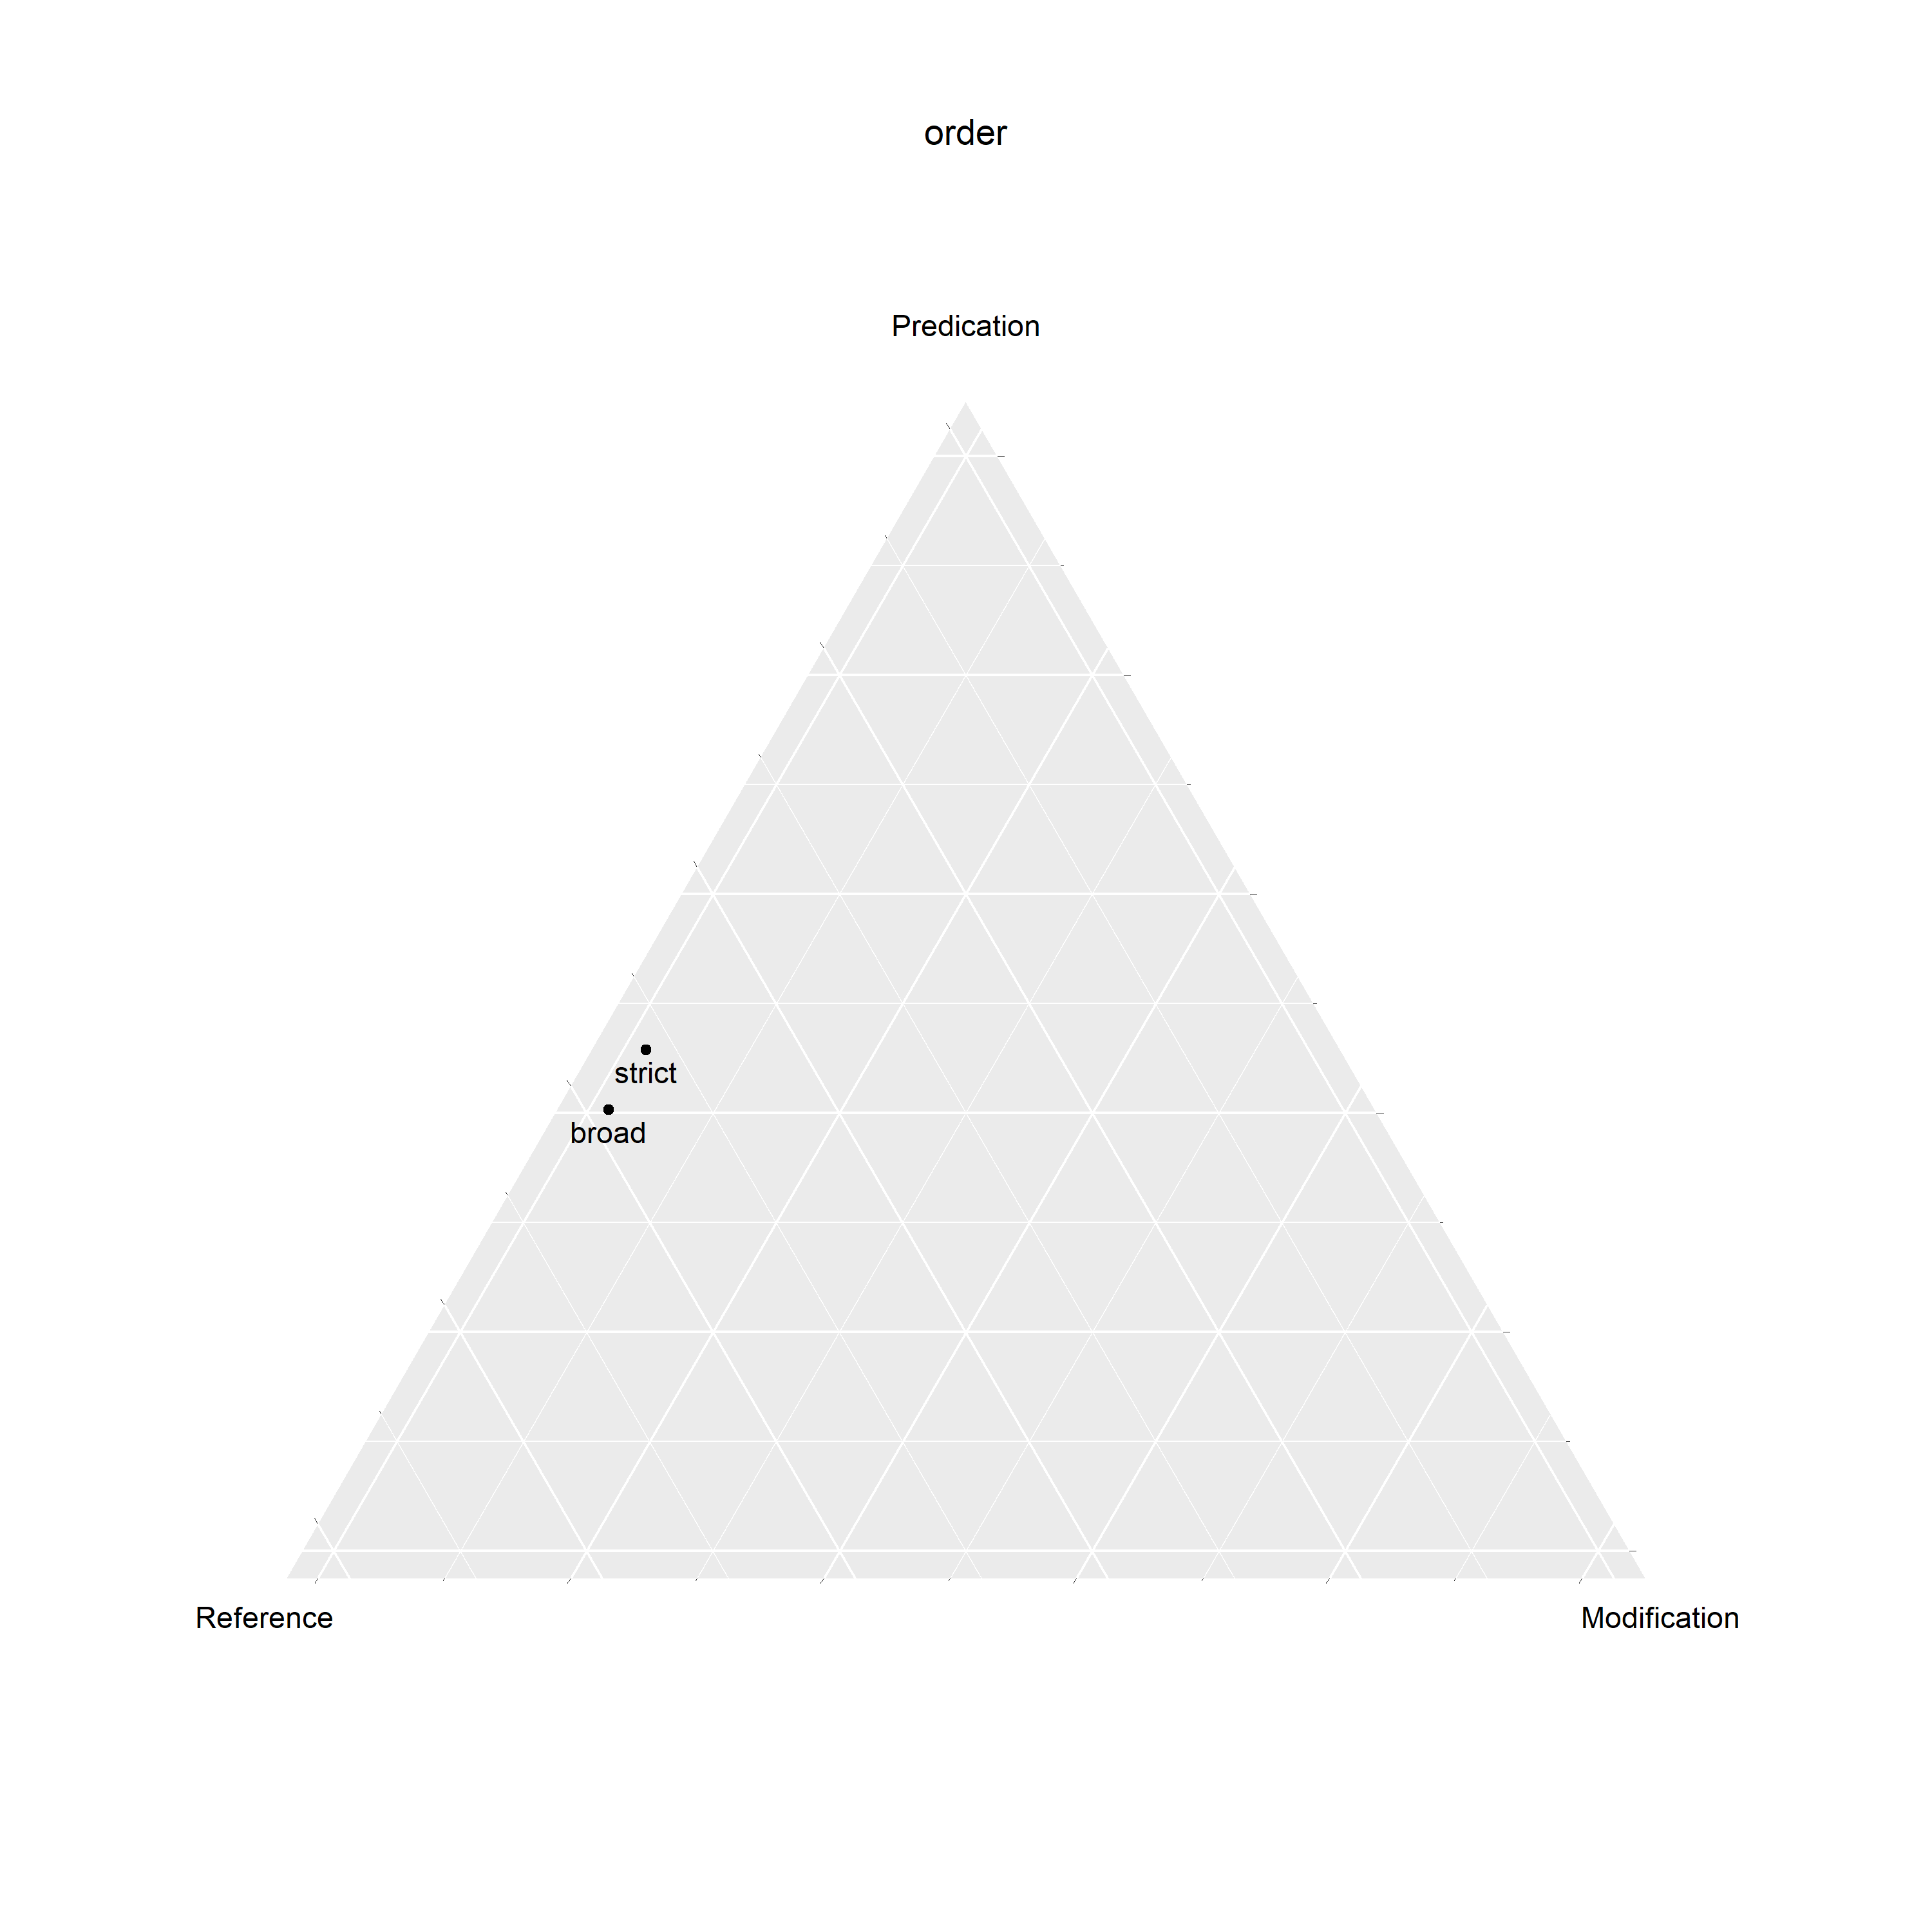 order
Predication
strict
broad
Reference
Modification